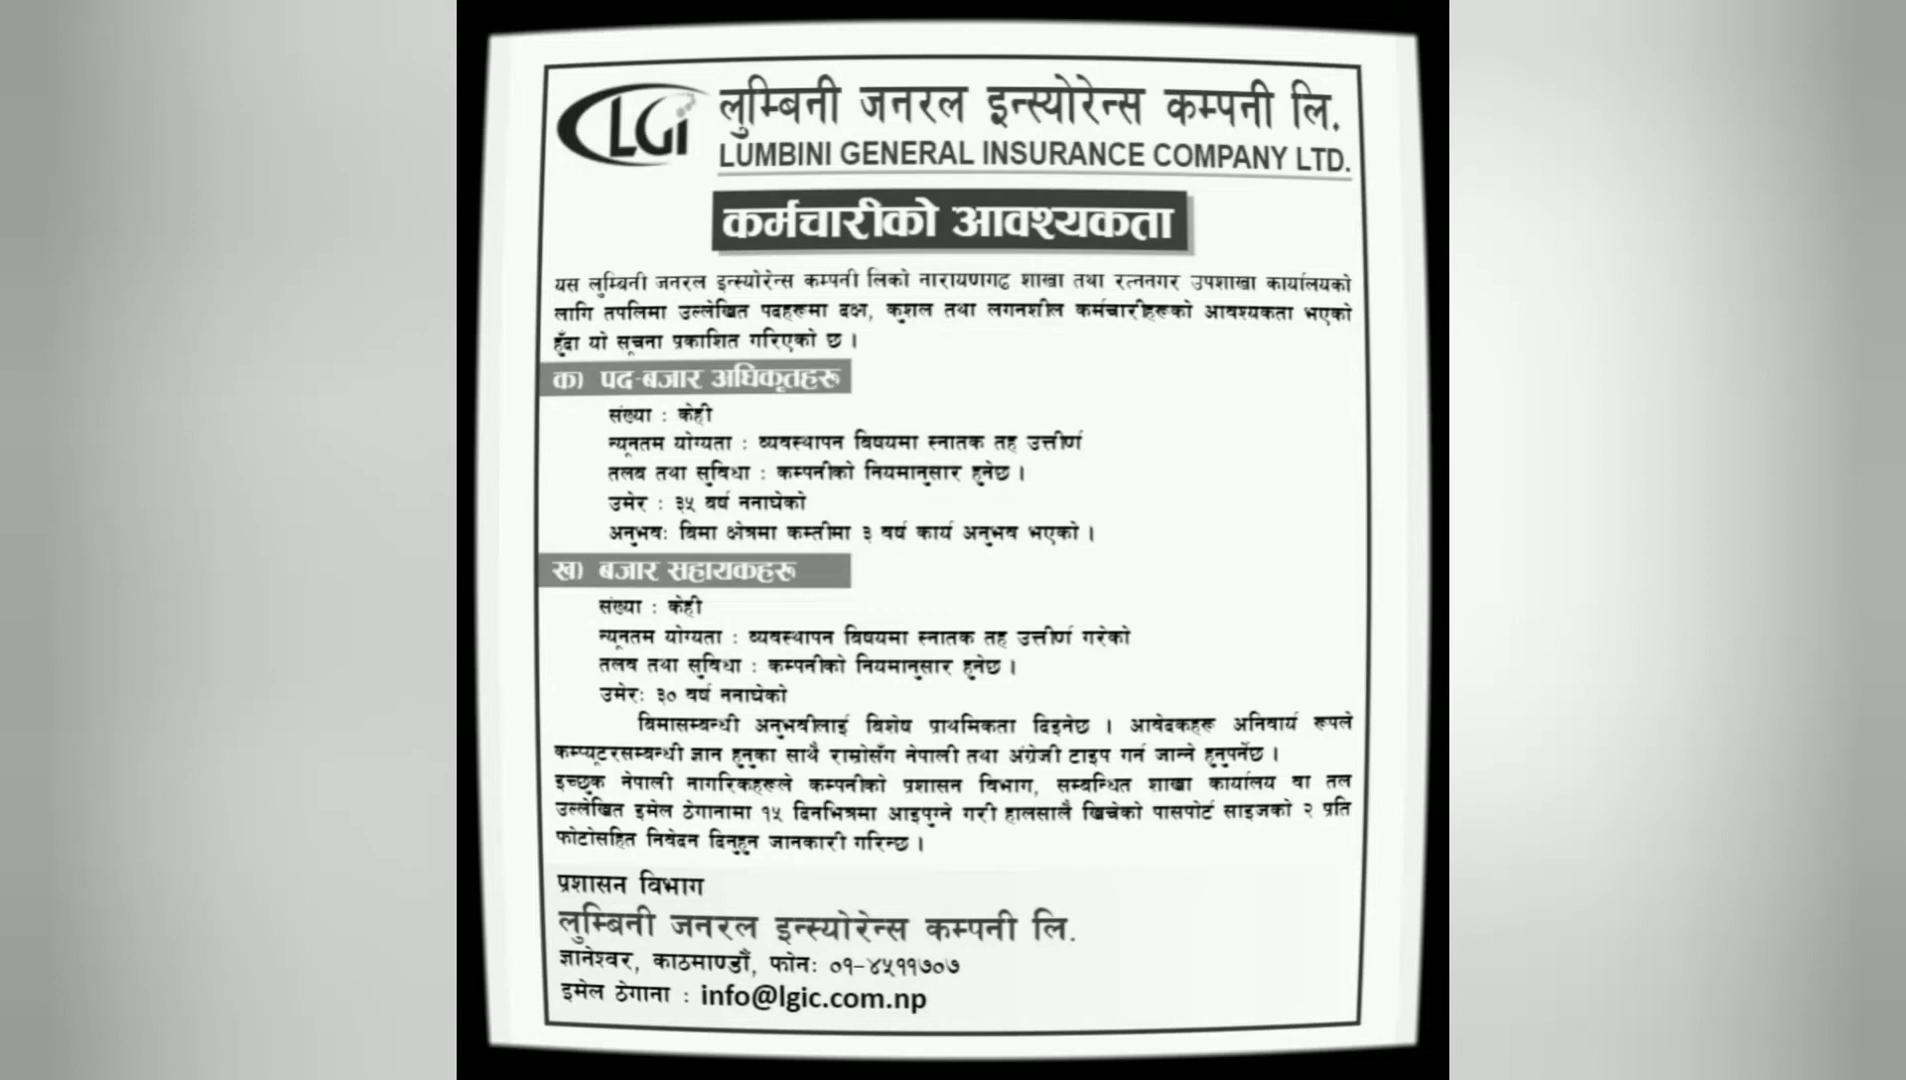 LGI
लुम्बिनी जनरल इन्स्योरेन्स कम्पनी लि.
LUMBINI GENERAL INSURANCE COMPANY LTD.
कर्मचारीको आवश्यकता
यस लुम्बिनी जनरल इन्स्योरेन्स कम्पनी लिको नारायणगढ शाखा तथा रत्ननगर उपशाखा कार्यालयको
लागि तपलिमा उल्लेखित पदहरूमा दक्ष, कुशल तथा लगनशील कर्मचारीहरूको आवश्यकता भएको
हुँदा यो सूचना प्रकाशित गरिएको छ ।
क) पद-बजार अधिकृतहरू
संख्या : केही
न्यूनतम योग्यता : व्यवस्थापन बिषयमा स्नातक तह उत्तीर्ण
तलब तथा सुविधा : कम्पनीको नियमानुसार हुनेछ ।
उमेर : ३५ बर्ष ननाघेको
अनुभवः बिमा क्षेत्रमा कम्तीमा ३ वर्ष कार्य अनुभव भएको ।
ख) बजार सहायकहरू
संख्या : केही
न्यूनतम योग्यता : व्यवस्थापन बिषयमा स्नातक तह उत्तीर्ण गरेको
तलब तथा सुविधा : कम्पनीको नियमानुसार हुनेछ ।
उमेरः ३० वर्ष ननाघेको
बिमासम्बन्धी अनुभवीलाई बिशेष प्राथमिकता दिइनेछ । आवेदकहरू अनिवार्य रूपले
कम्प्यूटरसम्बन्धी ज्ञान हुनुका साथै राम्रोसँग नेपाली तथा अंग्रेजी टाइप गर्न जान्ने हुनुपर्नेछ ।
इच्छुक नेपाली नागरिकहरूले कम्पनीको प्रशासन विभाग, सम्बन्धित शाखा कार्यालय वा तल
उल्लेखित इमेल ठेगानामा १५ दिनभित्रमा आइपुग्ने गरी हालसालै खिचेको पासपोर्ट साइजको २ प्रति
फोटोसहित निवेदन दिनुहुन जानकारी गरिन्छ ।
प्रशासन विभाग
लुम्बिनी जनरल इन्स्योरेन्स कम्पनी लि.
ज्ञानेश्वर, काठमाण्डौं, फोनः ०१-४५११७०७
इमेल ठेगाना : info@lgic.com.np